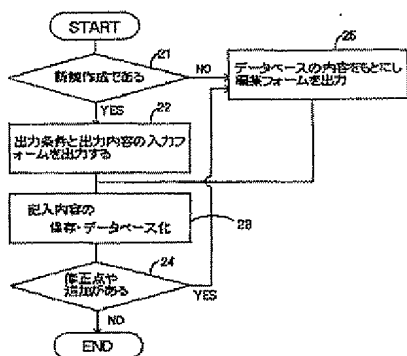 START
21
新規作成である
NO
YES
22
出力条件と出力内容の入力フ
ォームを出力する
25
データベースの内容をもとにし
編集フォームを出力
記入内容の
保存・データベース化
23
24
修正点や
追加がある
YES
NO
END